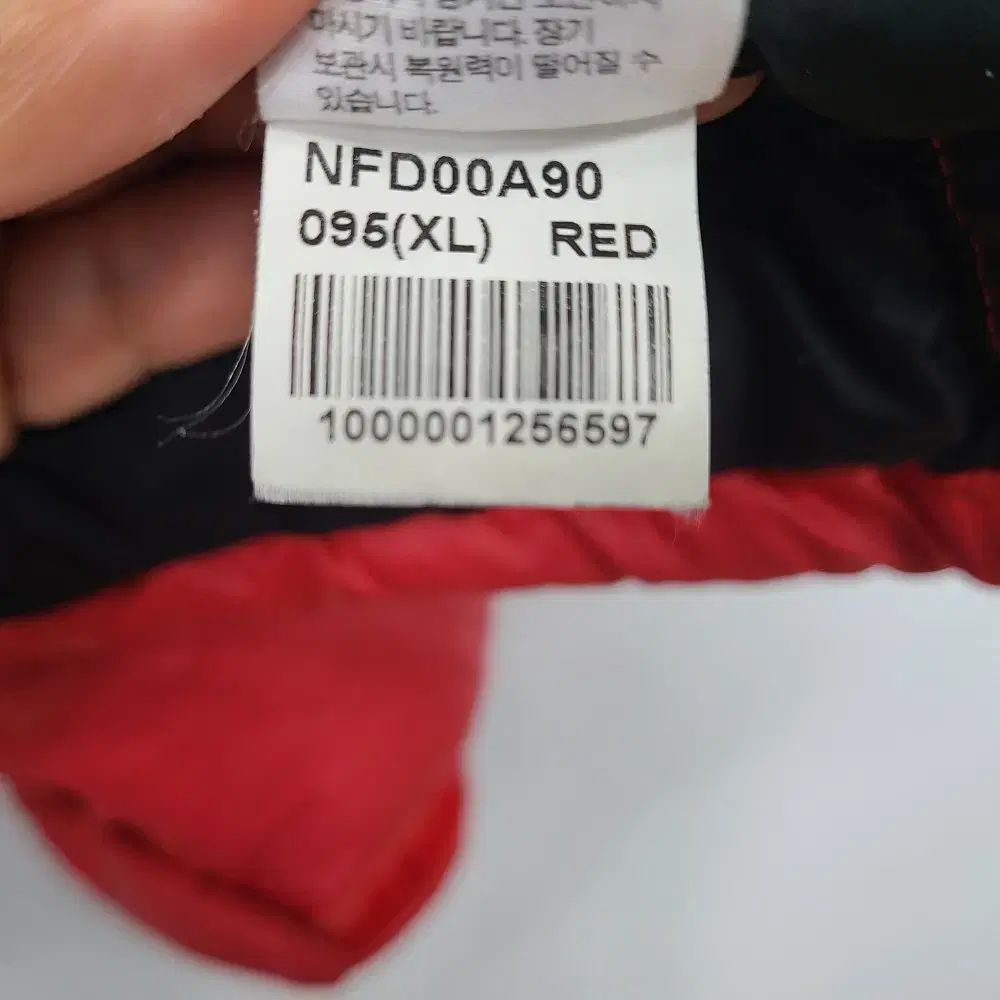 마시기 바랍니다. 장기
보관시 복원력이 떨어질 수
있습니다.
NFD00A90
095(XL) RED
1000001256597